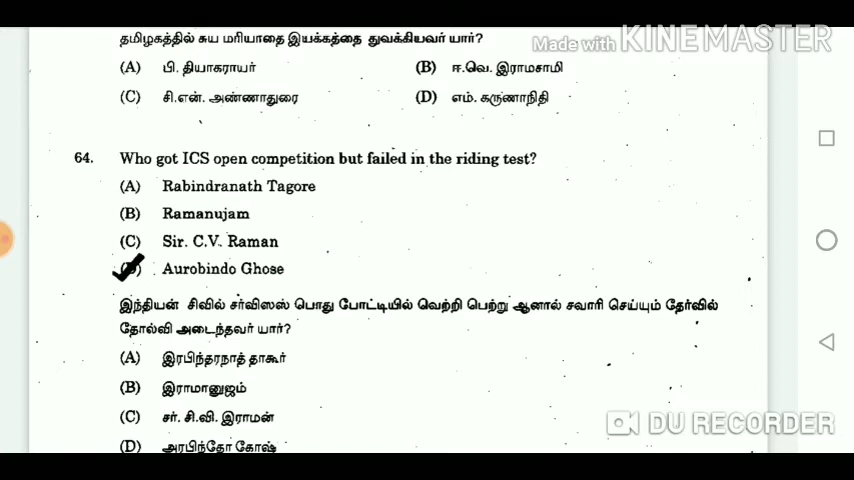 தமிழகத்தில் சுய மரியாதை இயக்கத்தை துவக்கியவர் யார்?
Made with KINEMASTER
(A) பி. தியாகராயர் (B) ஈ.வெ. இராமசாமி
(C) சி.என். அண்ணாதுரை (D) எம். கருணாநிதி
64. Who got ICS open competition but failed in the riding test?
(A) Rabindranath Tagore
(B) Ramanujam
(C) Sir. C.V. Raman
(D) Aurobindo Ghose
இந்தியன் சிவில் சர்விஸஸ் பொது போட்டியில் வெற்றி பெற்று ஆனால் சவாரி செய்யும் தேர்வில்
தோல்வி அடைந்தவர் யார்?
(A) இரபிந்தரநாத் தாகூர்
(B) இராமானுஜம்
(C) சர். சி.வி. இராமன்
(D) அரபிந்தோ கோஷ்
DU RECORDER